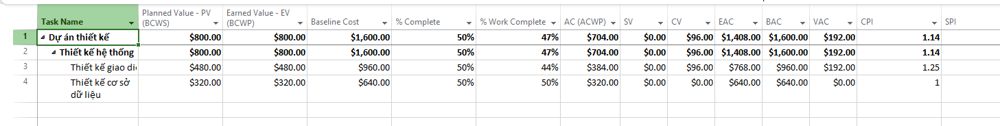 Task Name Planned Value - PV (BCWS) Earned Value - EV (BCWP) Baseline Cost % Complete % Work Complete AC (ACWP) SV CV EAC BAC VAC CPI SPI
1 Dự án thiết kế $800.00 $800.00 $1,600.00 50% 47% $704.00 $0.00 $96.00 $1,408.00 $1,600.00 $192.00 1.14
2 Thiết kế hệ thống $800.00 $800.00 $1,600.00 50% 47% $704.00 $0.00 $96.00 $1,408.00 $1,600.00 $192.00 1.14
3 Thiết kế giao di $480.00 $480.00 $960.00 50% 44% $384.00 $0.00 $96.00 $768.00 $960.00 $192.00 1.25
4 Thiết kế cơ sở dữ liệu $320.00 $320.00 $640.00 50% 50% $320.00 $0.00 $0.00 $640.00 $640.00 $0.00 1